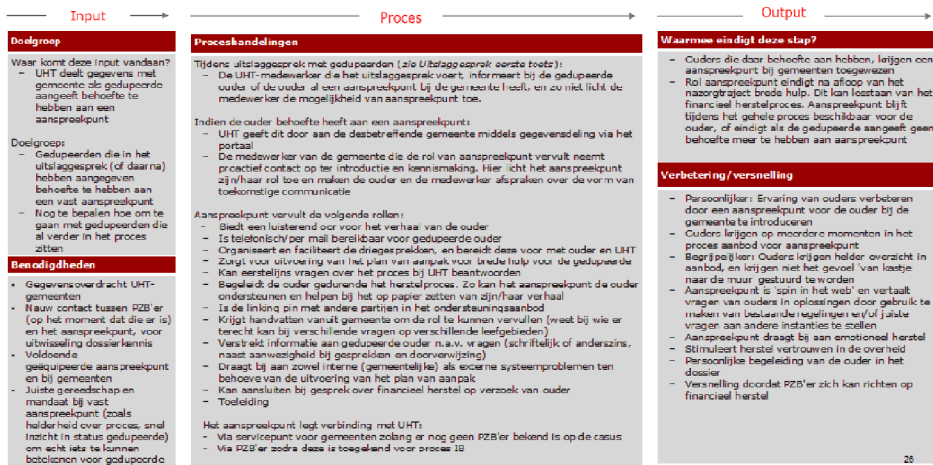 Input
Doelgroep
Waar komt deze input vandaan?
- UHT deelt gegevens met
gemeente als gedupeerde
aangeeft behoefte te
hebben aan een
aanspreekpunt
Doelgroep:
- Gedupeerden die in het
uitslaggesprek (of daarna)
hebben aangegeven
behoefte te hebben aan
een vast aanspreekpunt
- Nog te bepalen hoe om te
gaan met gedupeerden die
al verder in het proces
zitten
Benodigdheden
• Gegevensoverdracht UHT-
gemeenten
• Nauw contact tussen PZB'er
(op het moment dat die er is)
en het aanspreekpunt, voor
uitwisseling dossierkennis
• Voldoende
geëquipeerde aanspreekpunt
en bij gemeenten
• Juiste gereedschap en
mandaat bij vast
aanspreekpunt (zoals
helderheid over proces, snel
inzicht in status gedupeerde)
om echt iets te kunnen
betekenen voor gedupeerde
Proces
Proceshandelingen
Tijdens uitslaggesprek met gedupeerden (zie Uitslaggesprek eerste toets):
- De UHT-medewerker die het uitslaggesprek voert, informeert bij de gedupeerde
ouder of de ouder al een aanspreekpunt bij de gemeente heeft, en zo niet licht de
medewerker de mogelijkheid van aanspreekpunt toe.
Indien de ouder behoefte heeft aan een aanspreekpunt:
- UHT geeft dit door aan de desbetreffende gemeente middels gegevensdeling via het
portaal
- De medewerker van de gemeente die de rol van aanspreekpunt vervult neemt
proactief contact op ter introductie en kennismaking. Hier licht het aanspreekpunt
zijn/haar rol toe en maken de ouder en de medewerker afspraken over de vorm van
toekomstige communicatie
Aanspreekpunt vervult de volgende rollen:
- Biedt een luisterend oor voor het verhaal van de ouder
- Is telefonisch/per mail bereikbaar voor gedupeerde ouder
- Organiseert en faciliteert de driegesprekken, en bereidt deze voor met ouder en UHT
- Zorgt voor uitvoering van het plan van aanpak voor brede hulp voor de gedupeerde
- Kan eerstelijns vragen over het proces bij UHT beantwoorden
- Begeleidt de ouder gedurende het herstelproces. Zo kan het aanspreekpunt de ouder
ondersteunen en helpen bij het op papier zetten van zijn/haar verhaal
- Is de linking pin met andere partijen in het ondersteuningsaanbod
- Krijgt handvatten vanuit gemeente om de rol te kunnen vervullen (weet bij wie er
terecht kan bij verschillende vragen op verschillende leefgebieden)
- Verstrekt informatie aan gedupeerde ouder n.a.v. vragen (schriftelijk of anderszins,
naast aanwezigheid bij gesprekken en doorverwijzing)
- Draagt bij aan zowel interne (gemeentelijke) als externe systeemproblemen ten
behoeve van de uitvoering van het plan van aanpak
- Kan aansluiten bij gesprek over financieel herstel op verzoek van ouder
- Toeleiding
Het aanspreekpunt legt verbinding met UHT:
- Via servicepunt voor gemeenten zolang er nog geen PZB'er bekend is op de casus
- Via PZB'er zodra deze is toegekend voor proces IB
Output
Waarmee eindigt deze stap?
- Ouders die daar behoefte aan hebben, krijgen een
aanspreekpunt bij gemeenten toegewezen
- Rol aanspreekpunt eindigt na afloop van het
nazorgtraject brede hulp. Dit kan losstaan van het
financieel herstelproces. Aanspreekpunt blijft
tijdens het gehele proces beschikbaar voor de
ouder, of eindigt als de gedupeerde aangeeft geen
behoefte meer te hebben aan aanspreekpunt
Verbetering/versnelling
- Persoonlijker: Ervaring van ouders verbeteren
door een aanspreekpunt voor de ouder bij de
gemeente te introduceren
- Ouders krijgen op meerdere momenten in het
proces aanbod voor aanspreekpunt
- Begrijpelijker: Ouders krijgen helder overzicht in
aanbod, en krijgen niet het gevoel 'van kastje
naar de muur' gestuurd te worden
- Aanspreekpunt is 'spin in het web' en vertaalt
vragen van ouders in oplossingen door gebruik te
maken van bestaande regelingen en/of juiste
vragen aan andere instanties te stellen
- Aanspreekpunt draagt bij aan emotioneel herstel
- Stimuleert herstel vertrouwen in de overheid
- Persoonlijke begeleiding van de ouder in het
dossier
- Versnelling doordat PZB'er zich kan richten op
financieel herstel
26